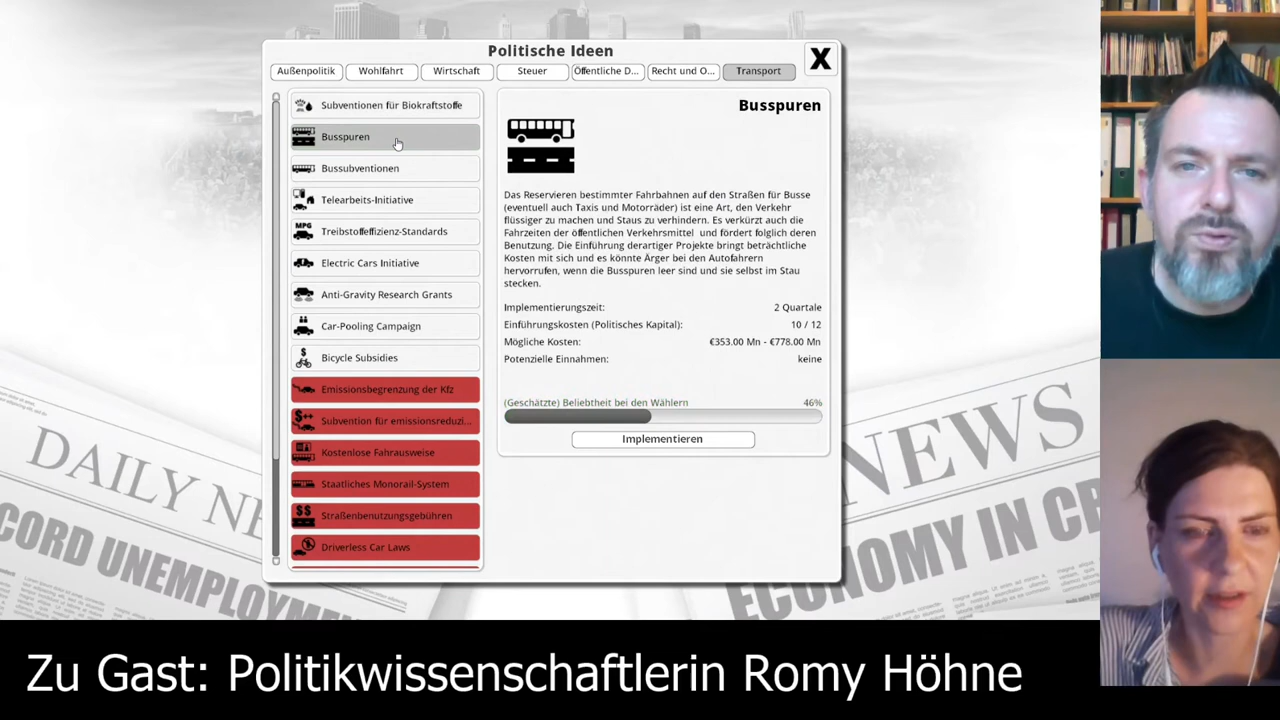 Politische Ideen
X
Außenpolitik
Wohlfahrt
Wirtschaft
Steuer
Öffentliche D...
Recht und O...
Transport
Subventionen für Biokraftstoffe
Busspuren
Bussubventionen
Telearbeits-Initiative
MPG
Treibstoffeffizienz-Standards
Electric Cars Initiative
Anti-Gravity Research Grants
Car-Pooling Campaign
$
Bicycle Subsidies
Emissionsbegrenzung der Kfz
$++
Subvention für emissionsreduzi...
Kostenlose Fahrausweise
Staatliches Monorail-System
$$
Straßenbenutzungsgebühren
Driverless Car Laws
Busspuren
Das Reservieren bestimmter Fahrbahnen auf den Straßen für Busse
(eventuell auch Taxis und Motorräder) ist eine Art, den Verkehr
flüssiger zu machen und Staus zu verhindern. Es verkürzt auch die
Fahrzeiten der öffentlichen Verkehrsmittel und fördert folglich deren
Benutzung. Die Einführung derartiger Projekte bringt beträchtliche
Kosten mit sich und es könnte Ärger bei den Autofahrern
hervorrufen, wenn die Busspuren leer sind und sie selbst im Stau
stecken.
Implementierungszeit: 2 Quartale
Einführungskosten (Politisches Kapital): 10 / 12
Mögliche Kosten: €353.00 Mn - €778.00 Mn
Potenzielle Einnahmen: keine
(Geschätzte) Beliebtheit bei den Wählern 46%
Implementieren
DAILY NE
CORD UNEMPLOYM
NEWS
ECONOMY IN CR
Zu Gast: Politikwissenschaftlerin Romy Höhne